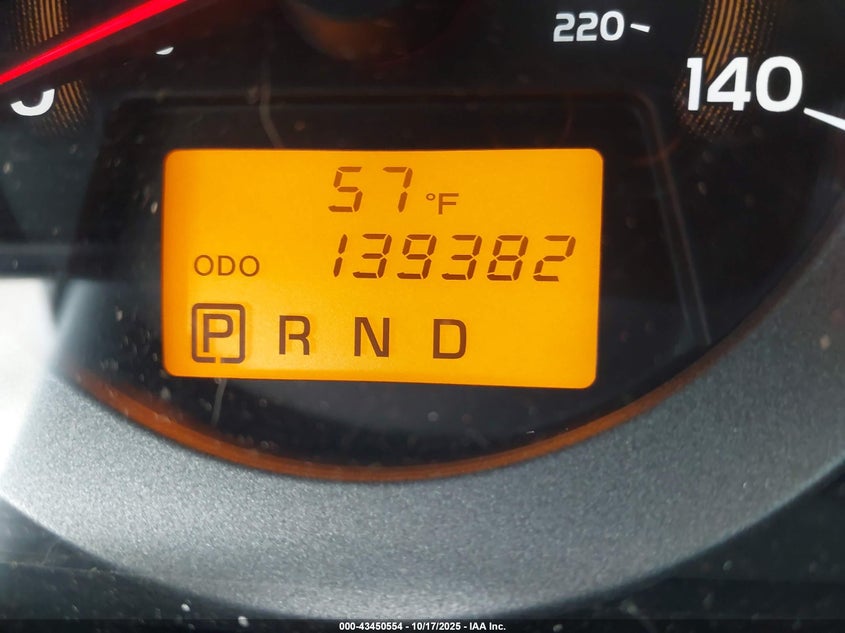 220
140
57 °F
ODO 139382
P R N D
000-43450554 - 10/17/2025 - IAA Inc.